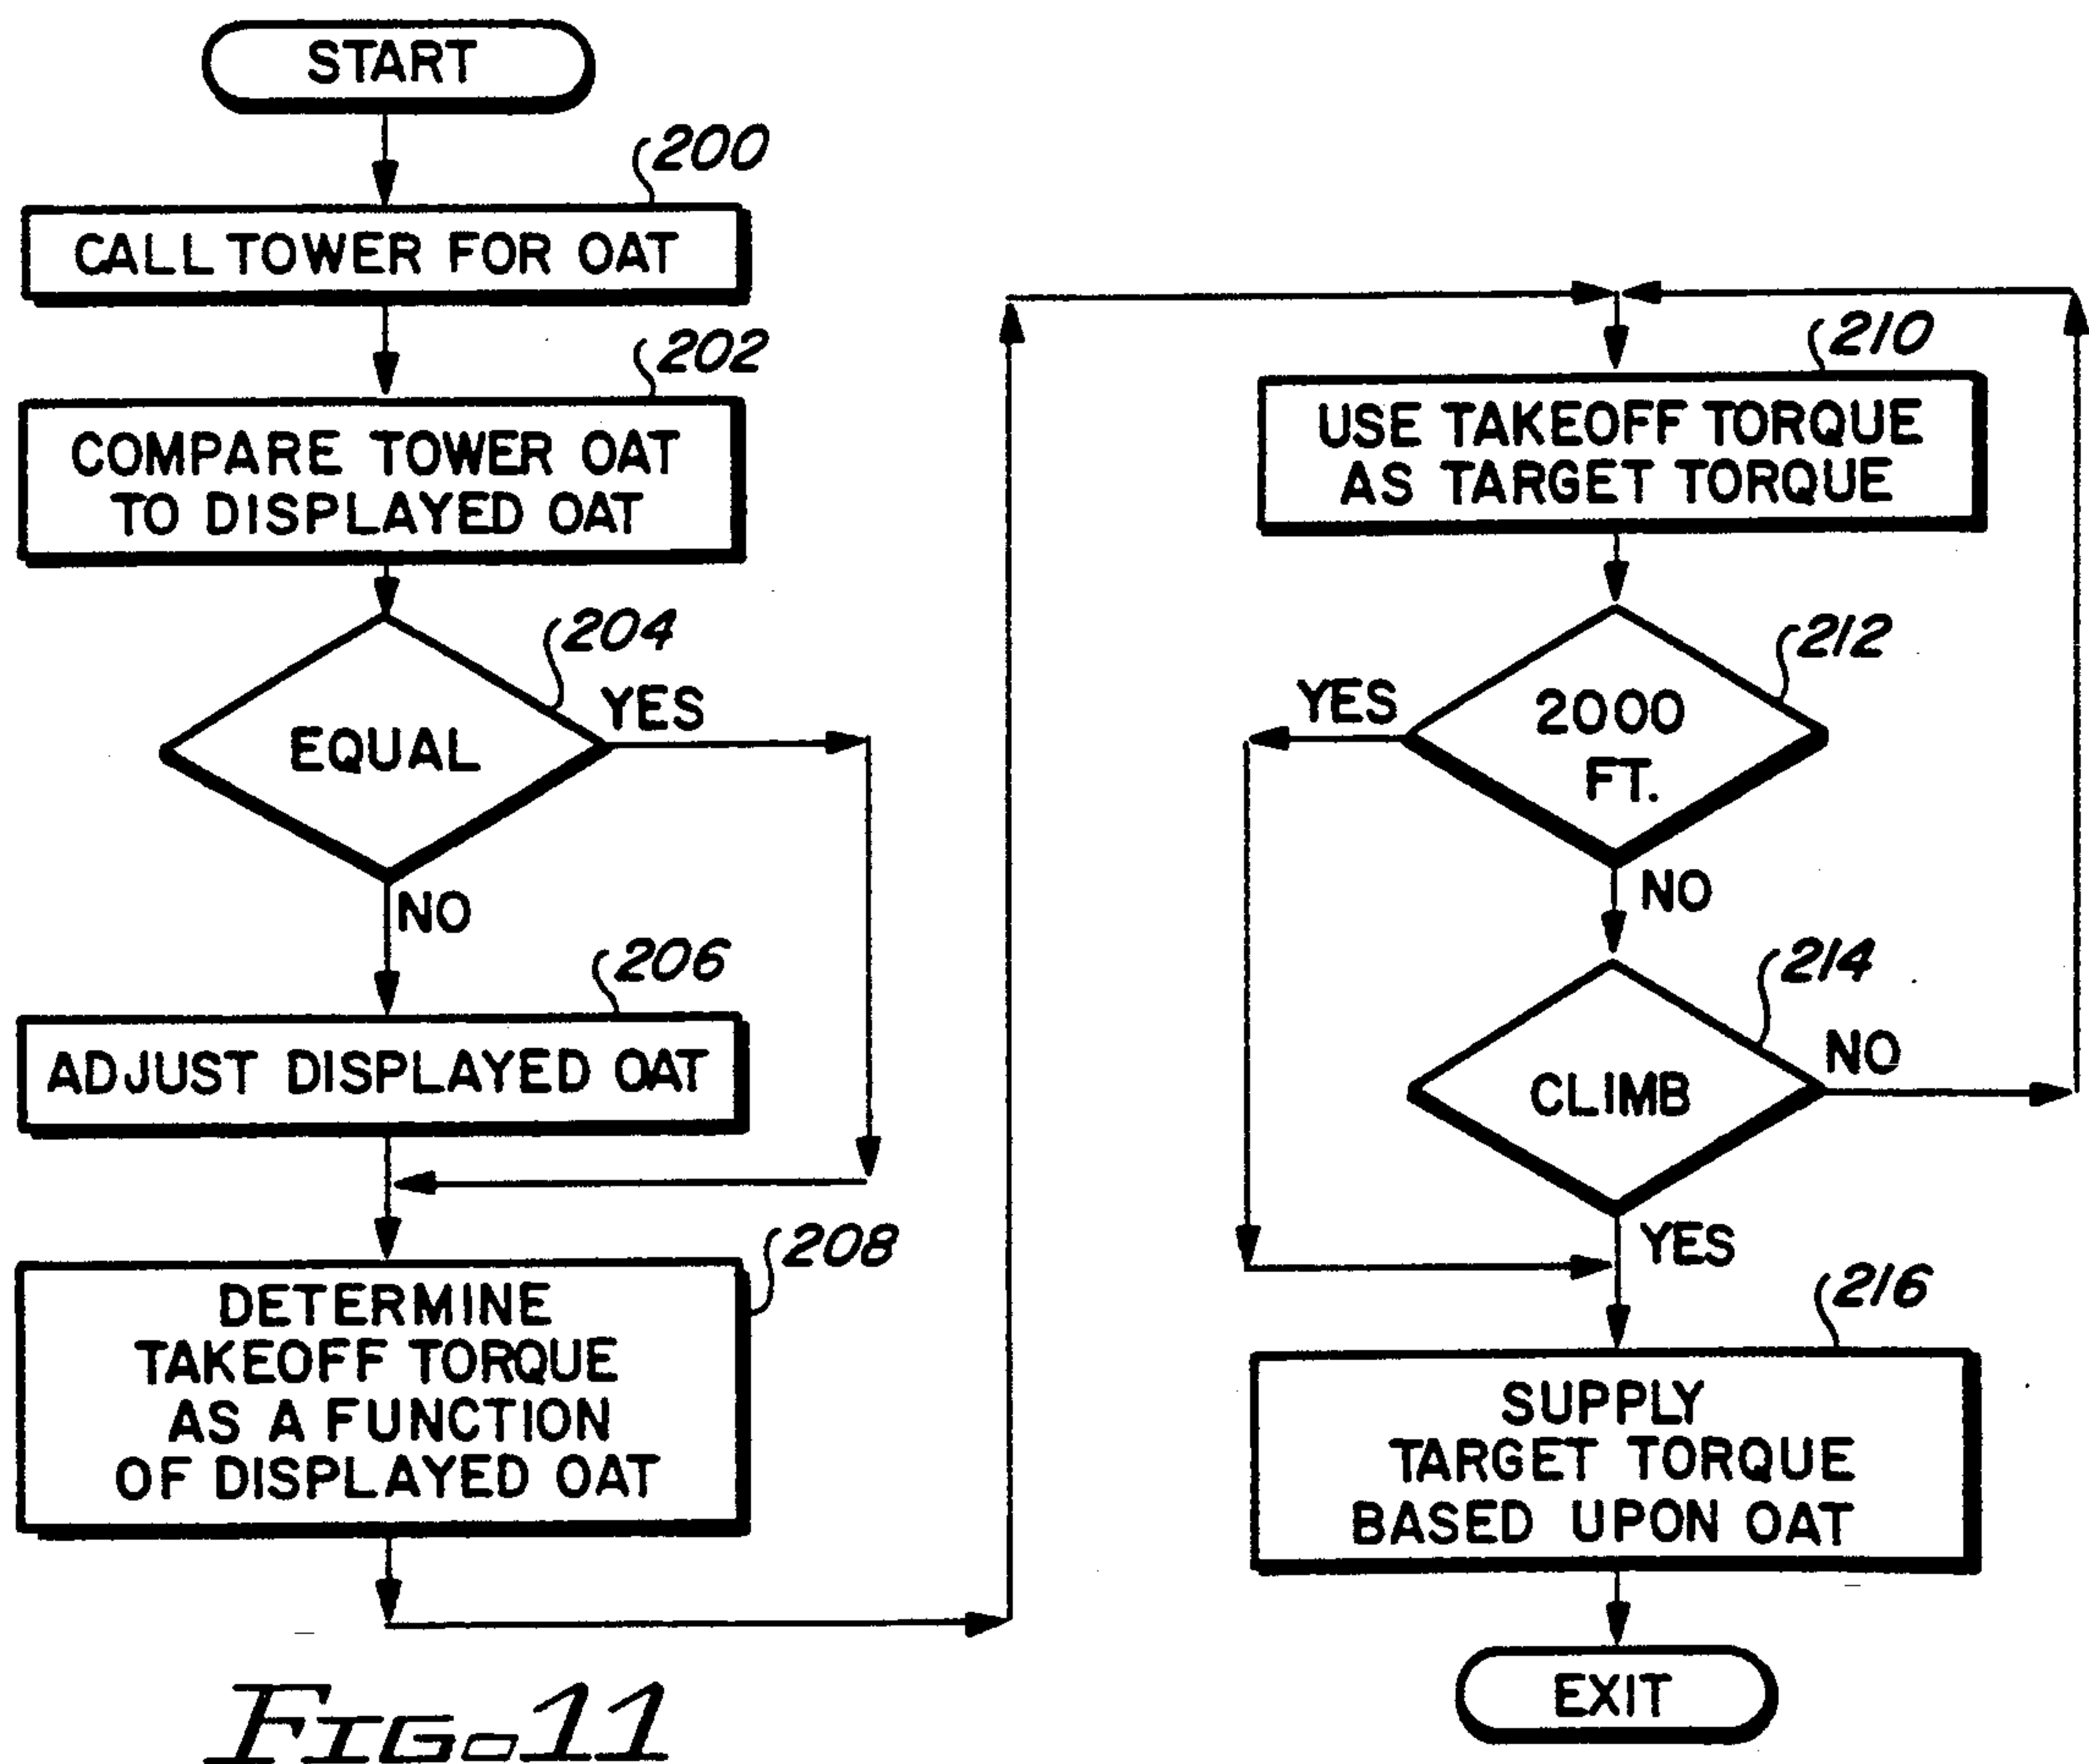 START
200
CALL TOWER FOR OAT
202
COMPARE TOWER OAT
TO DISPLAYED OAT
204
EQUAL
YES
NO
206
ADJUST DISPLAYED OAT
208
DETERMINE
TAKEOFF TORQUE
AS A FUNCTION
OF DISPLAYED OAT
210
USE TAKEOFF TORQUE
AS TARGET TORQUE
212
2000
FT.
YES
NO
214
CLIMB
NO
YES
216
SUPPLY
TARGET TORQUE
BASED UPON OAT
EXIT
FIG. 11